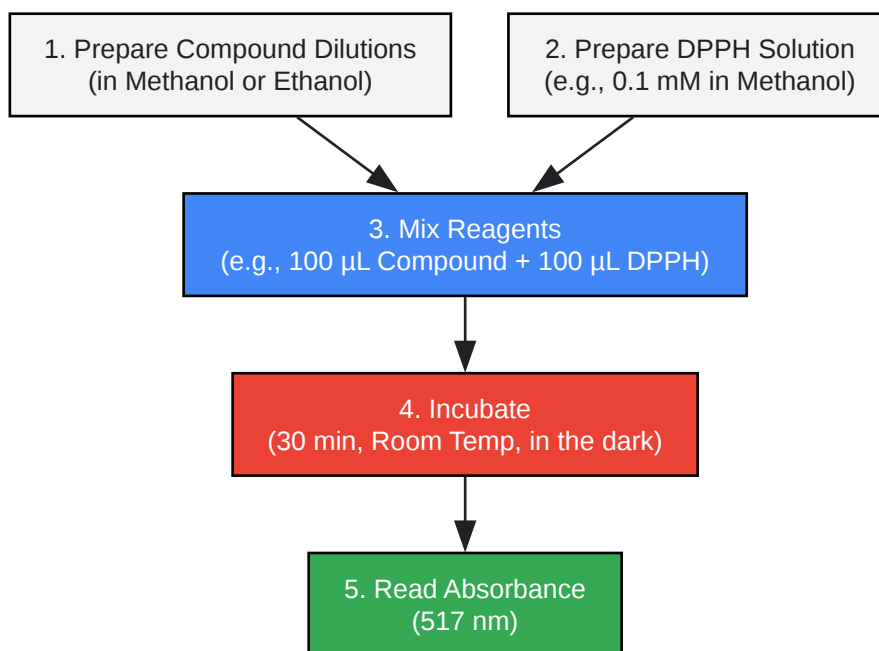 1. Prepare Compound Dilutions
(in Methanol or Ethanol)
2. Prepare DPPH Solution
(e.g., 0.1 mM in Methanol)
3. Mix Reagents
(e.g., 100 µL Compound + 100 µL DPPH)
4. Incubate
(30 min, Room Temp, in the dark)
5. Read Absorbance
(517 nm)